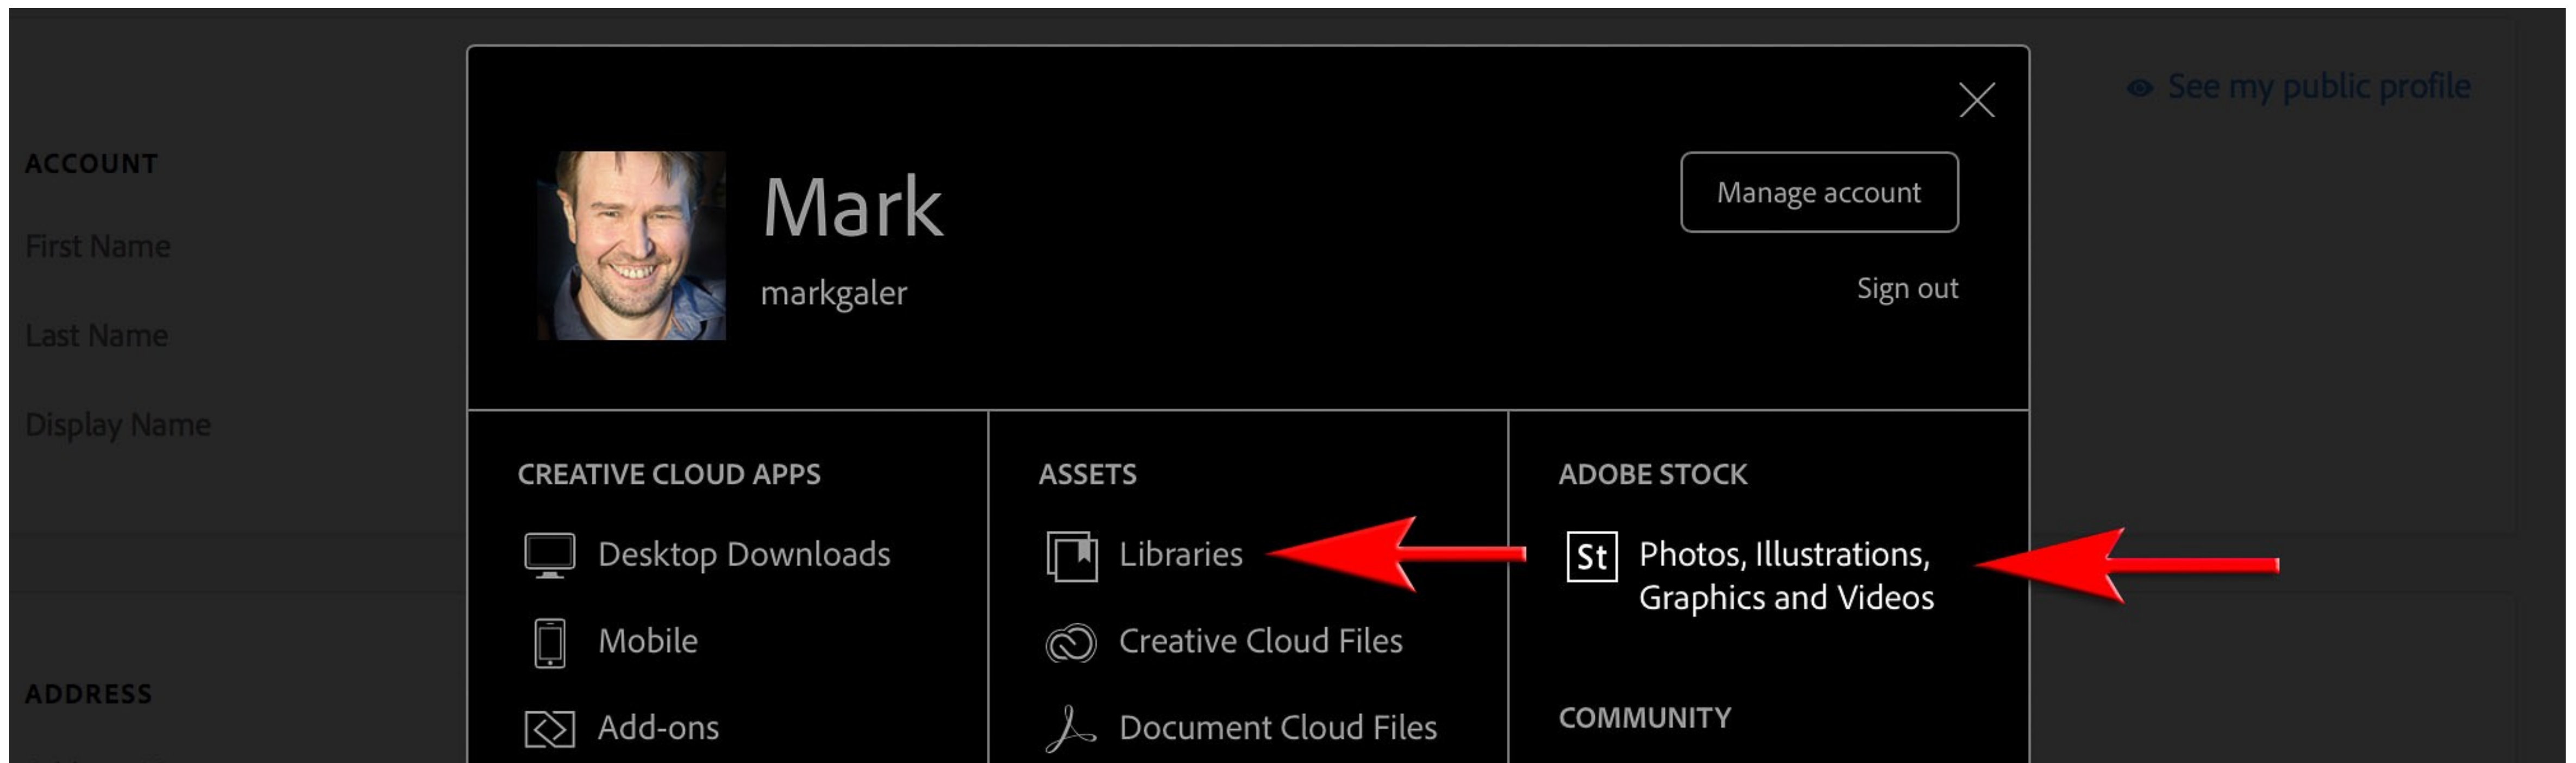 See my public profile
ACCOUNT
First Name
Last Name
Display Name
ADDRESS
Mark
markgaler
Manage account
Sign out
CREATIVE CLOUD APPS
Desktop Downloads
Mobile
Add-ons
ASSETS
Libraries
Creative Cloud Files
Document Cloud Files
ADOBE STOCK
St
Photos, Illustrations,
Graphics and Videos
COMMUNITY